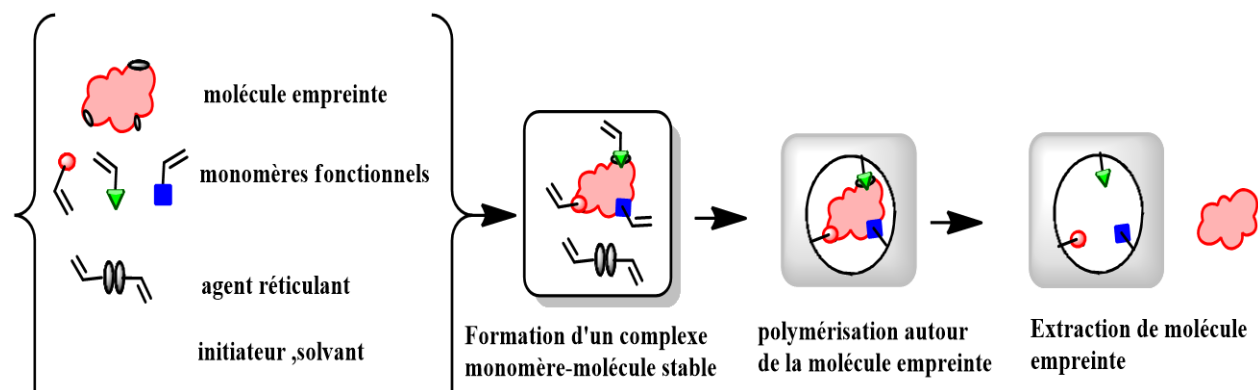 molécule empreinte
monomères fonctionnels
agent réticulant
initiateur ,solvant
Formation d'un complexe
monomère-molécule stable
polymérisation autour
de la molécule empreinte
Extraction de molécule
empreinte